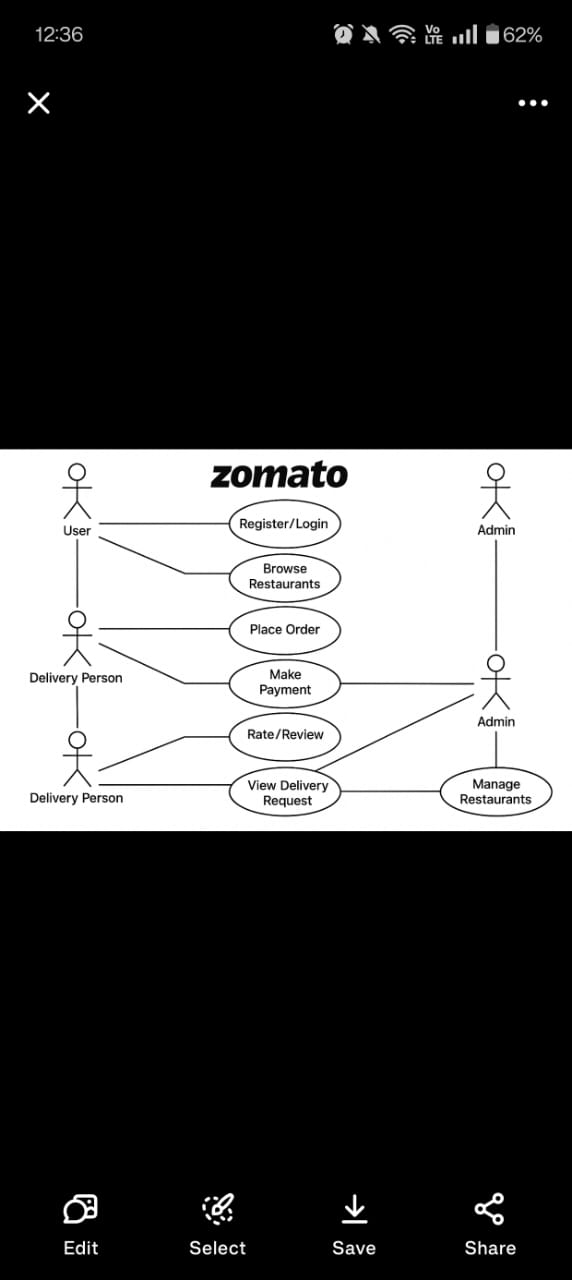 12:36
Vo
LTE
62%
zomato
User
Register/Login
Admin
Browse
Restaurants
Place Order
Delivery Person
Make
Payment
Admin
Rate/Review
Delivery Person
View Delivery
Request
Manage
Restaurants
Edit
Select
Save
Share